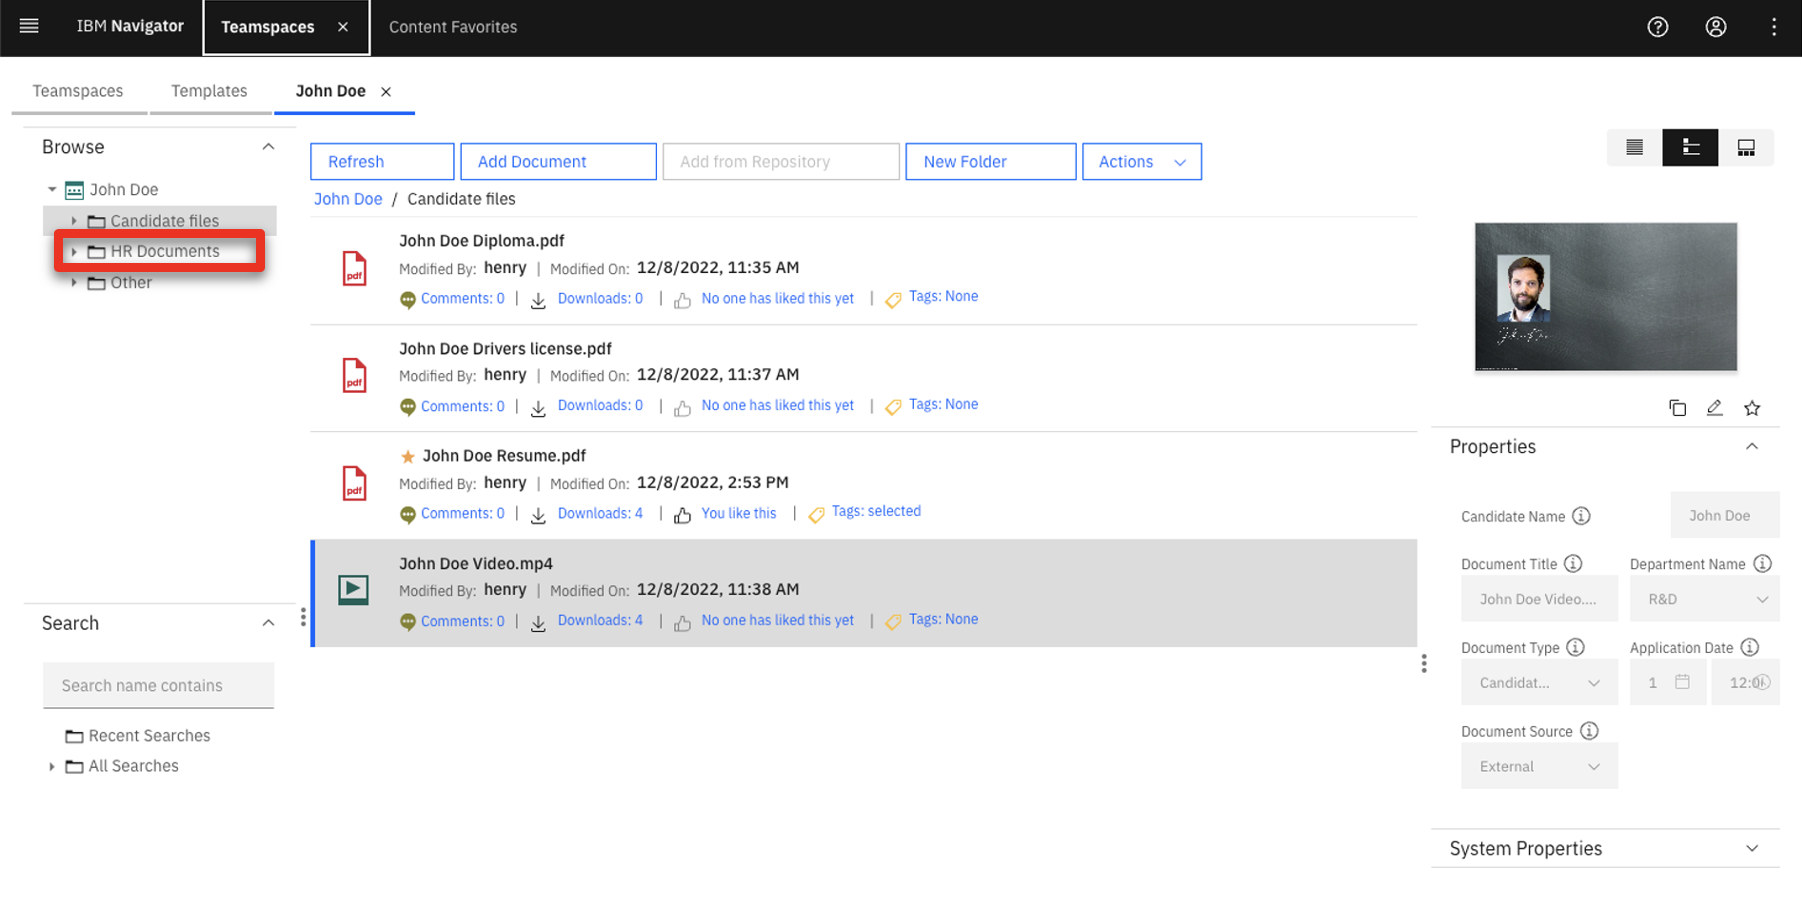 IBM Navigator Teamspaces Content Favorites
Teamspaces Templates John Doe
Browse
John Doe
Candidate files
HR Documents
Other
Search
Search name contains
Recent Searches
All Searches
Refresh Add Document Add from Repository New Folder Actions
John Doe / Candidate files
pdf
John Doe Diploma.pdf
Modified By: henry | Modified On: 12/8/2022, 11:35 AM
Comments: 0 | Downloads: 0 | No one has liked this yet | Tags: None
pdf
John Doe Drivers license.pdf
Modified By: henry | Modified On: 12/8/2022, 11:37 AM
Comments: 0 | Downloads: 0 | No one has liked this yet | Tags: None
pdf
John Doe Resume.pdf
Modified By: henry | Modified On: 12/8/2022, 2:53 PM
Comments: 0 | Downloads: 4 | You like this | Tags: selected
John Doe Video.mp4
Modified By: henry | Modified On: 12/8/2022, 11:38 AM
Comments: 0 | Downloads: 4 | No one has liked this yet | Tags: None
Properties
Candidate Name John Doe
Document Title Department Name
John Doe Video.... R&D
Document Type Application Date
Candidat... 1 12:0
Document Source
External
System Properties